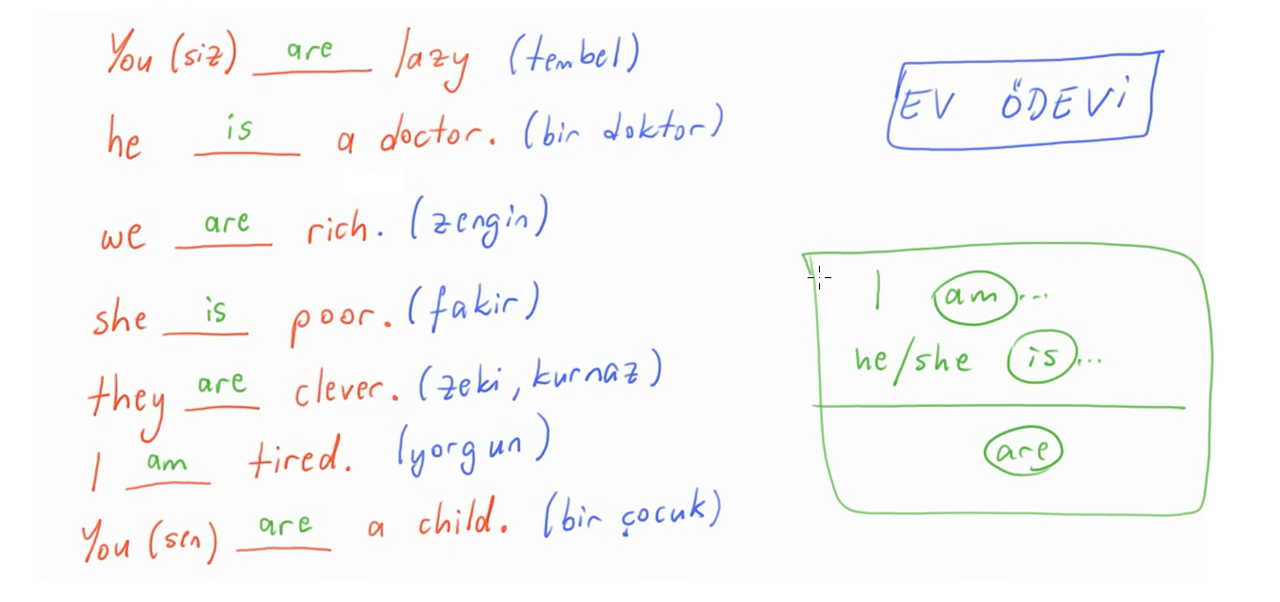 You (siz) are lazy (tembel)
he is a doctor. (bir doktor)
we are rich. (zengin)
she is poor. (fakir)
they are clever. (zeki, kurnaz)
I am tired. (yorgun)
You (sen) are a child. (bir çocuk)
EV ÖDEVİ
I am...
he/she is...
are